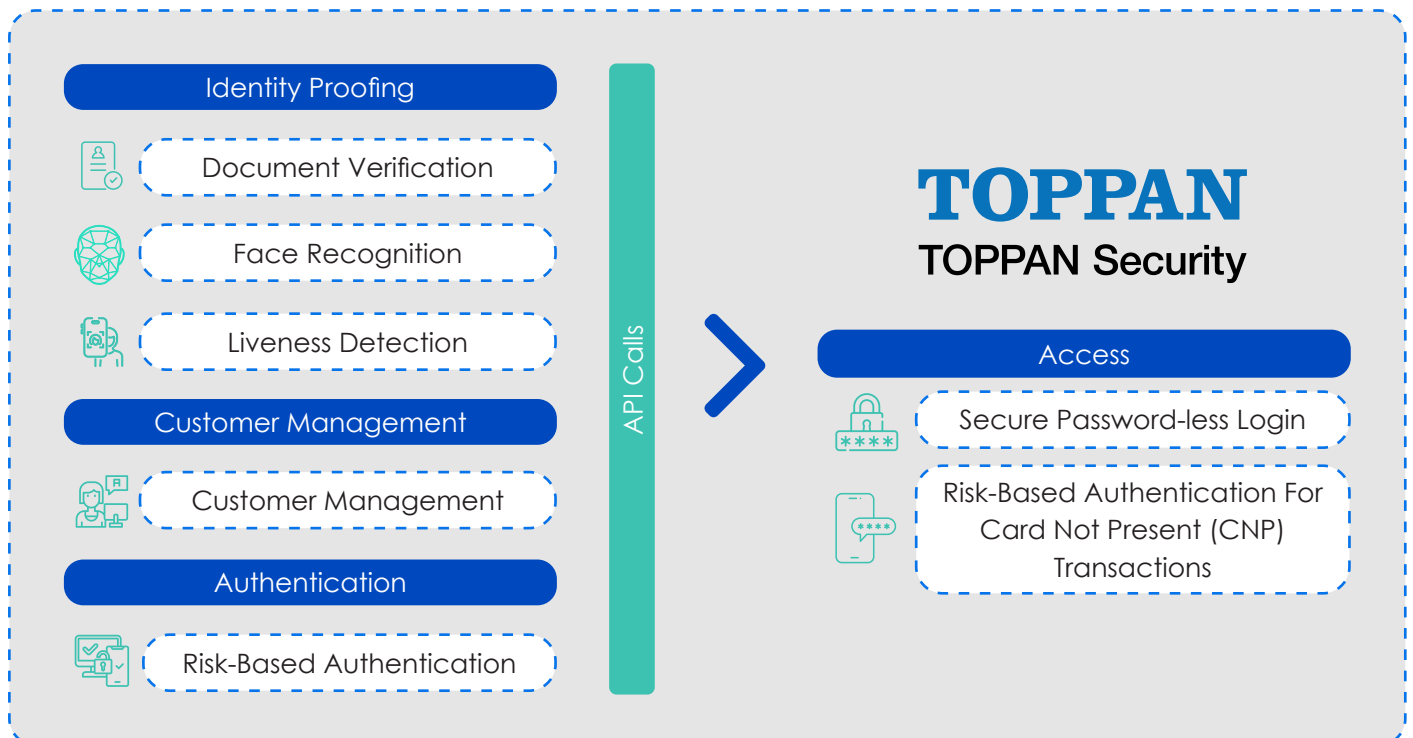 Identity Proofing
Document Verification
Face Recognition
Liveness Detection
Customer Management
Customer Management
Authentication
Risk-Based Authentication
API Calls
TOPPAN
TOPPAN Security
Access
****
Secure Password-less Login
****
Risk-Based Authentication For
Card Not Present (CNP)
Transactions